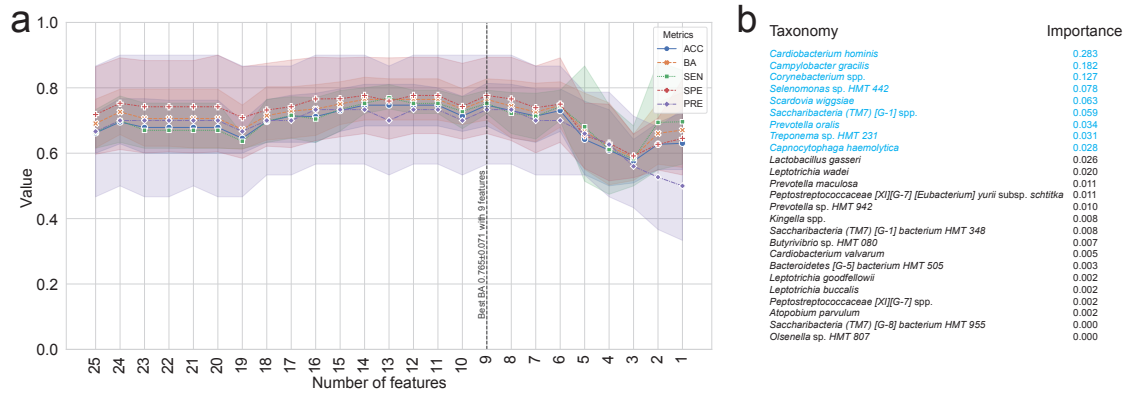 a
Metrics
ACC
BA
SEN
SPE
PRE
1.0
0.8
0.6
0.4
0.2
0.0
Value
Best BA 0.765±0.071 with 9 features
25 24 23 22 21 20 19 18 17 16 15 14 13 12 11 10 9 8 7 6 5 4 3 2 1
Number of features
b
Taxonomy Importance
Cardiobacterium hominis 0.283
Campylobacter gracilis 0.182
Corynebacterium spp. 0.127
Selenomonas sp. HMT 442 0.078
Scardovia wiggsiae 0.063
Saccharibacteria (TM7) [G-1] spp. 0.059
Prevotella oralis 0.034
Treponema sp. HMT 231 0.031
Capnocytophaga haemolytica 0.028
Lactobacillus gasseri 0.026
Leptotrichia wadei 0.020
Prevotella maculosa 0.011
Peptostreptococcaceae [XI][G-7] [Eubacterium] yurii subsp. schtitka 0.011
Prevotella sp. HMT 942 0.010
Kingella spp. 0.008
Saccharibacteria (TM7) [G-1] bacterium HMT 348 0.008
Butyrivibrio sp. HMT 080 0.007
Cardiobacterium valvarum 0.005
Bacteroidetes [G-5] bacterium HMT 505 0.003
Leptotrichia goodfellowii 0.002
Leptotrichia buccalis 0.002
Peptostreptococcaceae [XI][G-7] spp. 0.002
Atopobium parvulum 0.002
Saccharibacteria (TM7) [G-8] bacterium HMT 955 0.000
Olsenella sp. HMT 807 0.000